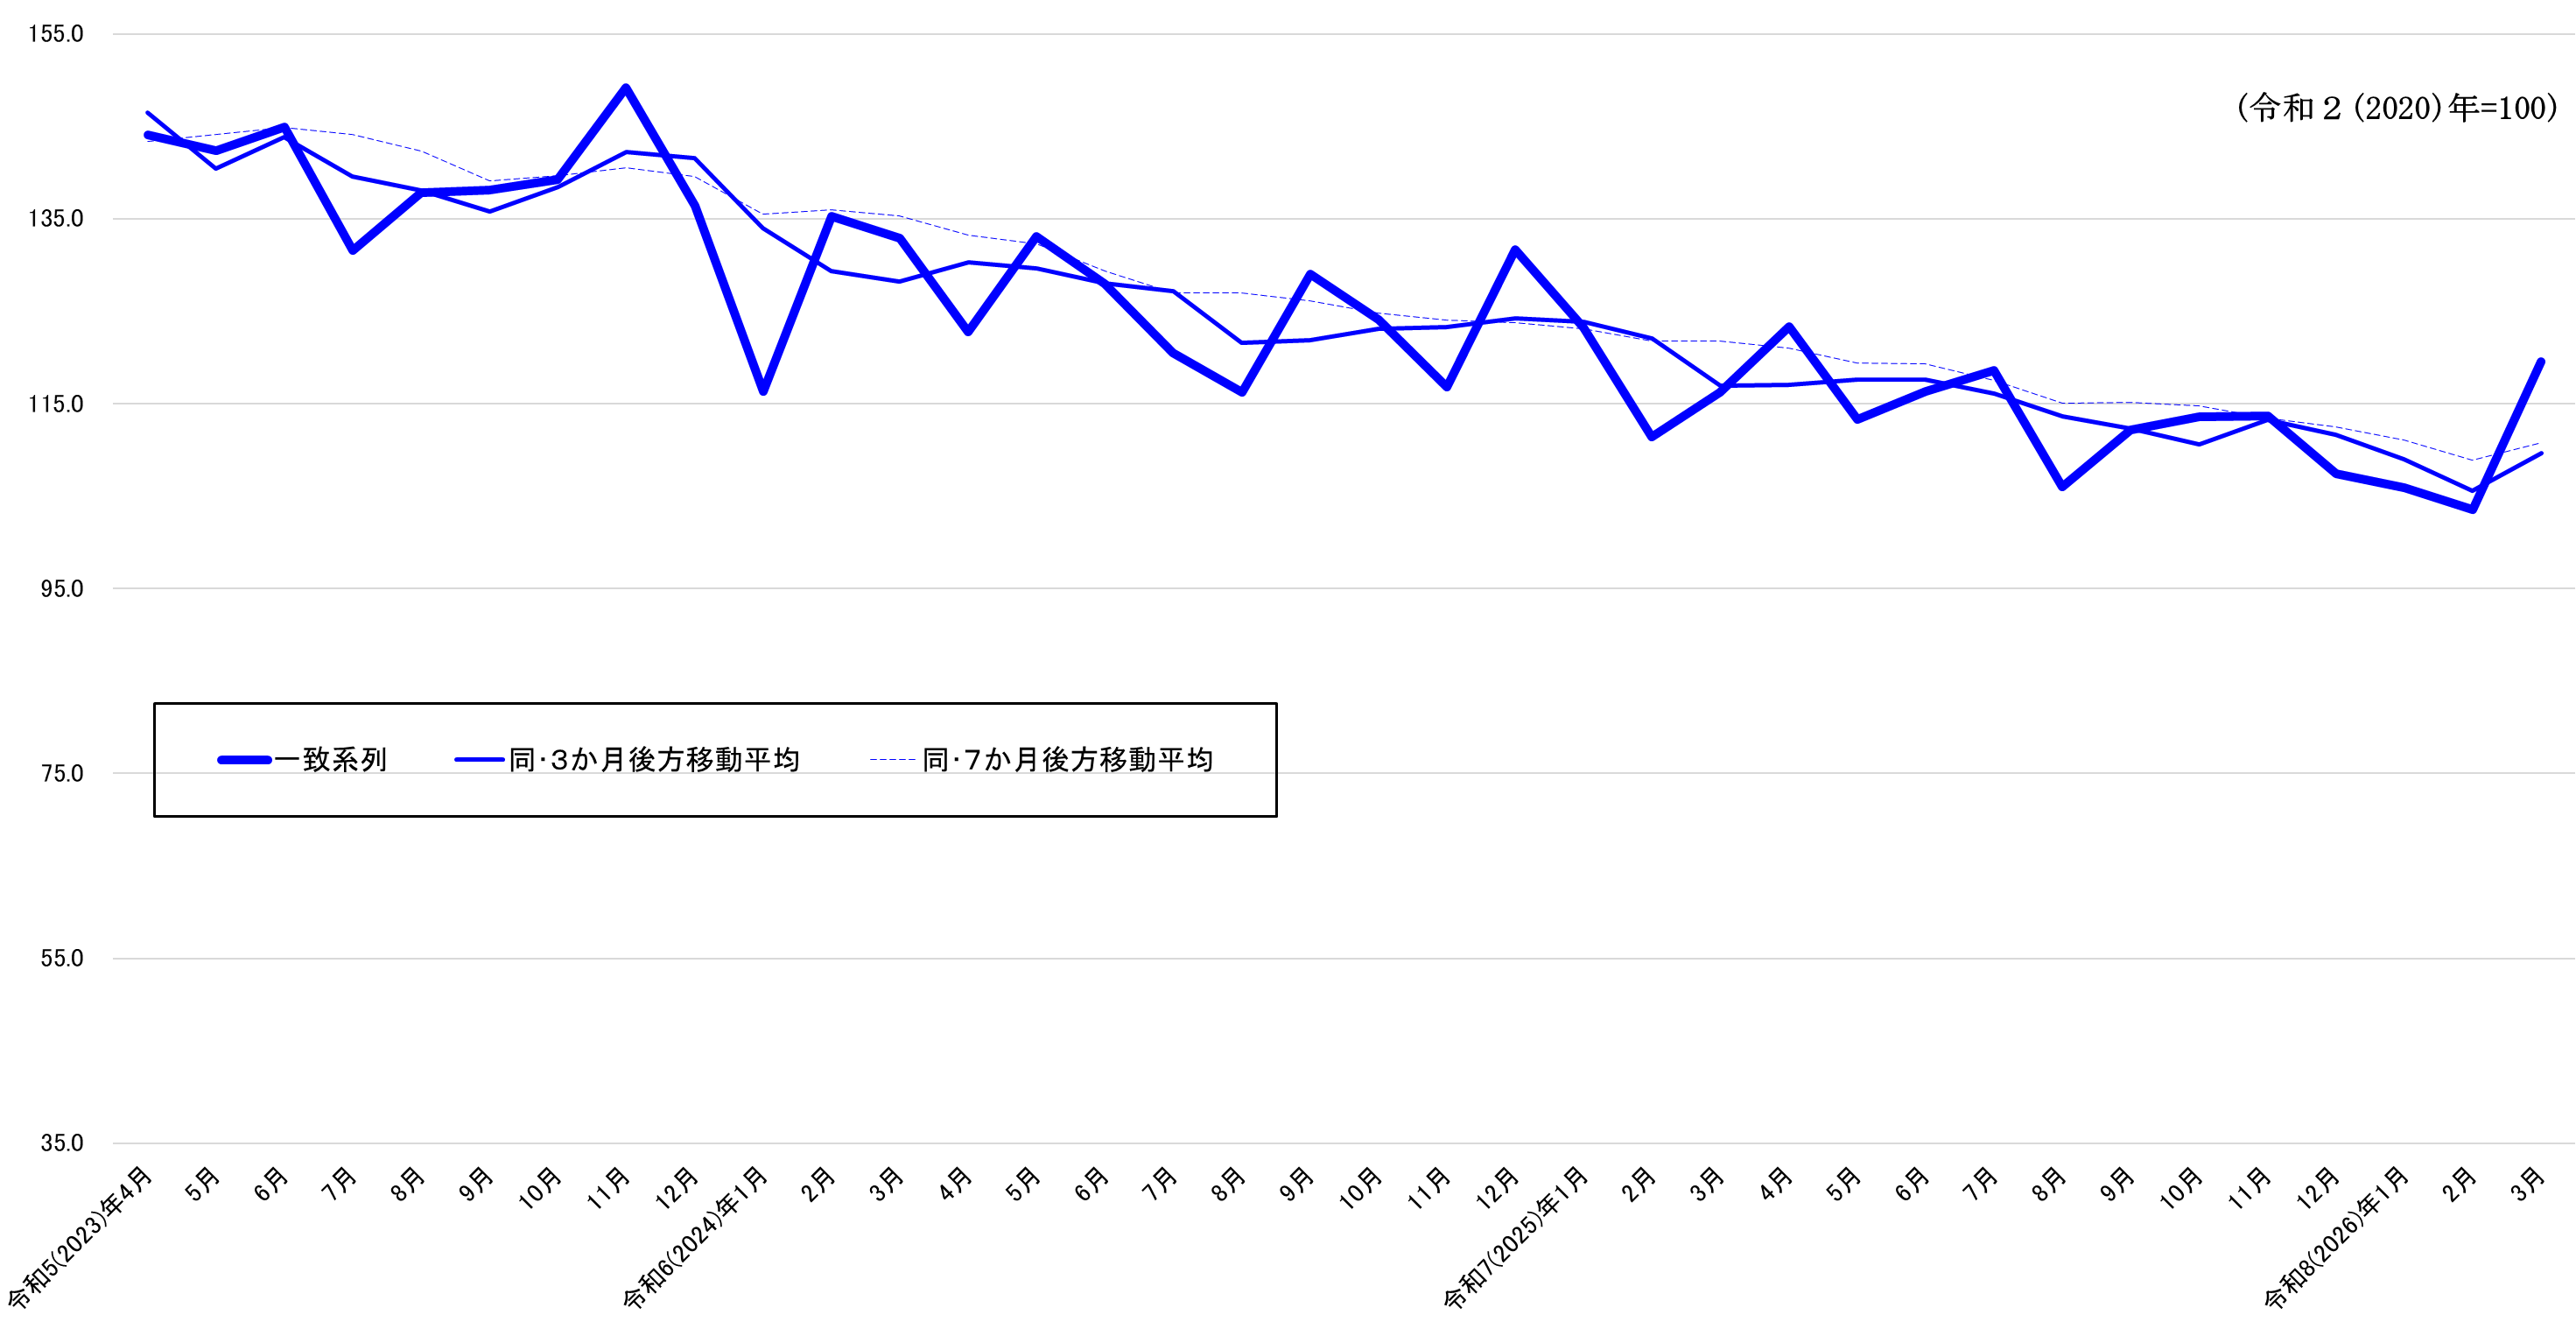 155.0
(令和２(2020)年=100)
135.0
115.0
95.0
一致系列 同･３か月後方移動平均 同･７か月後方移動平均
75.0
55.0
35.0
令和5(2023)年4月
5月
6月
7月
8月
9月
10月
11月
12月
令和6(2024)年1月
2月
3月
4月
5月
6月
7月
8月
9月
10月
11月
12月
令和7(2025)年1月
2月
3月
4月
5月
6月
7月
8月
9月
10月
11月
12月
令和8(2026)年1月
2月
3月